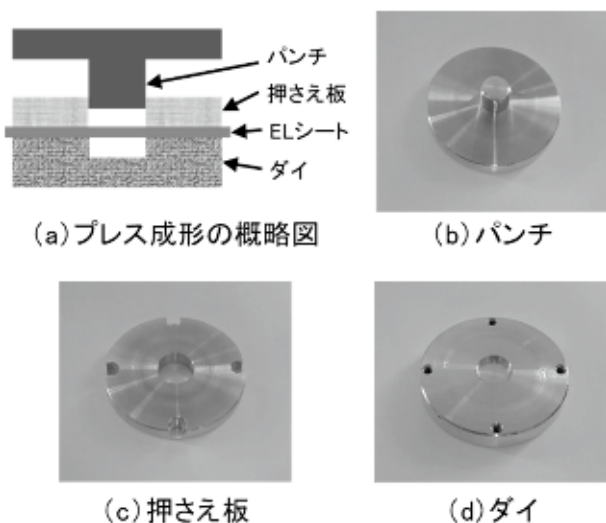 パンチ
押さえ板
ELシート
ダイ
(a)プレス成形の概略図
(b)パンチ
(c)押さえ板
(d)ダイ